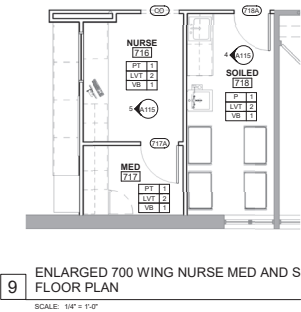 CO
718A
NURSE
716
PT 1
LVT 2
VB 1
4 A115
SOILED
718
P 1
LVT 2
VB 1
5 A115
717A
MED
717
PT 1
LVT 2
VB 1
9
ENLARGED 700 WING NURSE MED AND S
FLOOR PLAN
SCALE: 1/4" = 1'-0"